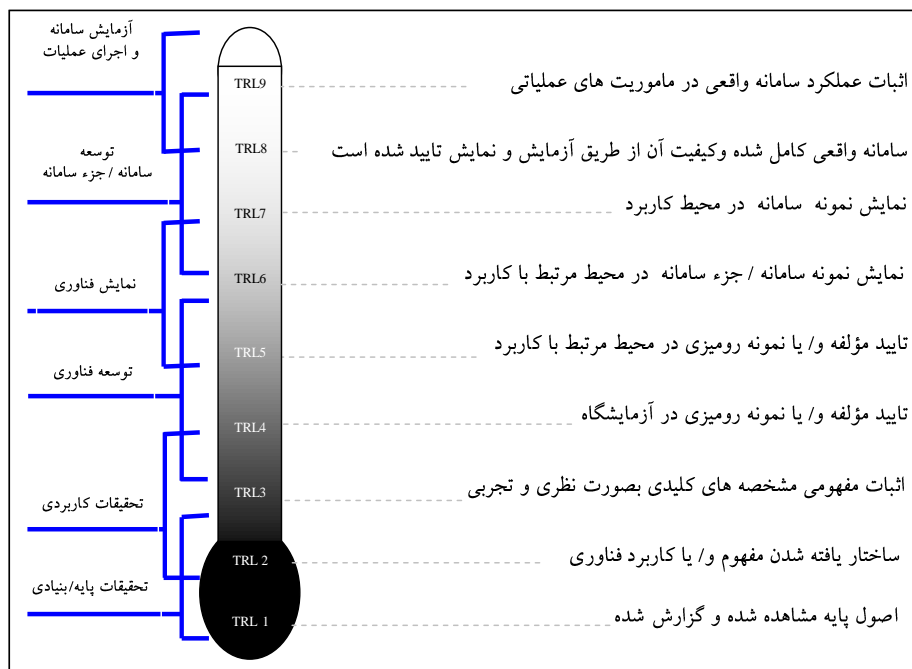 آزمایش سامانه
و اجرای عملیات
توسعه
سامانه / جزء سامانه
نمایش فناوری
توسعه فناوری
تحقیقات کاربردی
تحقیقات پایه/بنیادی
TRL9
اثبات عملکرد سامانه واقعی در ماموریت های عملیاتی
TRL8
سامانه واقعی کامل شده وکیفیت آن از طریق آزمایش و نمایش تایید شده است
TRL7
نمایش نمونه سامانه در محیط کاربرد
TRL6
نمایش نمونه سامانه / جزء سامانه در محیط مرتبط با کاربرد
TRL5
تایید مؤلفه و/ یا نمونه رومیزی در محیط مرتبط با کاربرد
TRL4
تایید مؤلفه و/ یا نمونه رومیزی در آزمایشگاه
TRL3
اثبات مفهومی مشخصه های کلیدی بصورت نظری و تجربی
TRL 2
ساختار یافته شدن مفهوم و/ یا کاربرد فناوری
TRL 1
اصول پایه مشاهده شده و گزارش شده